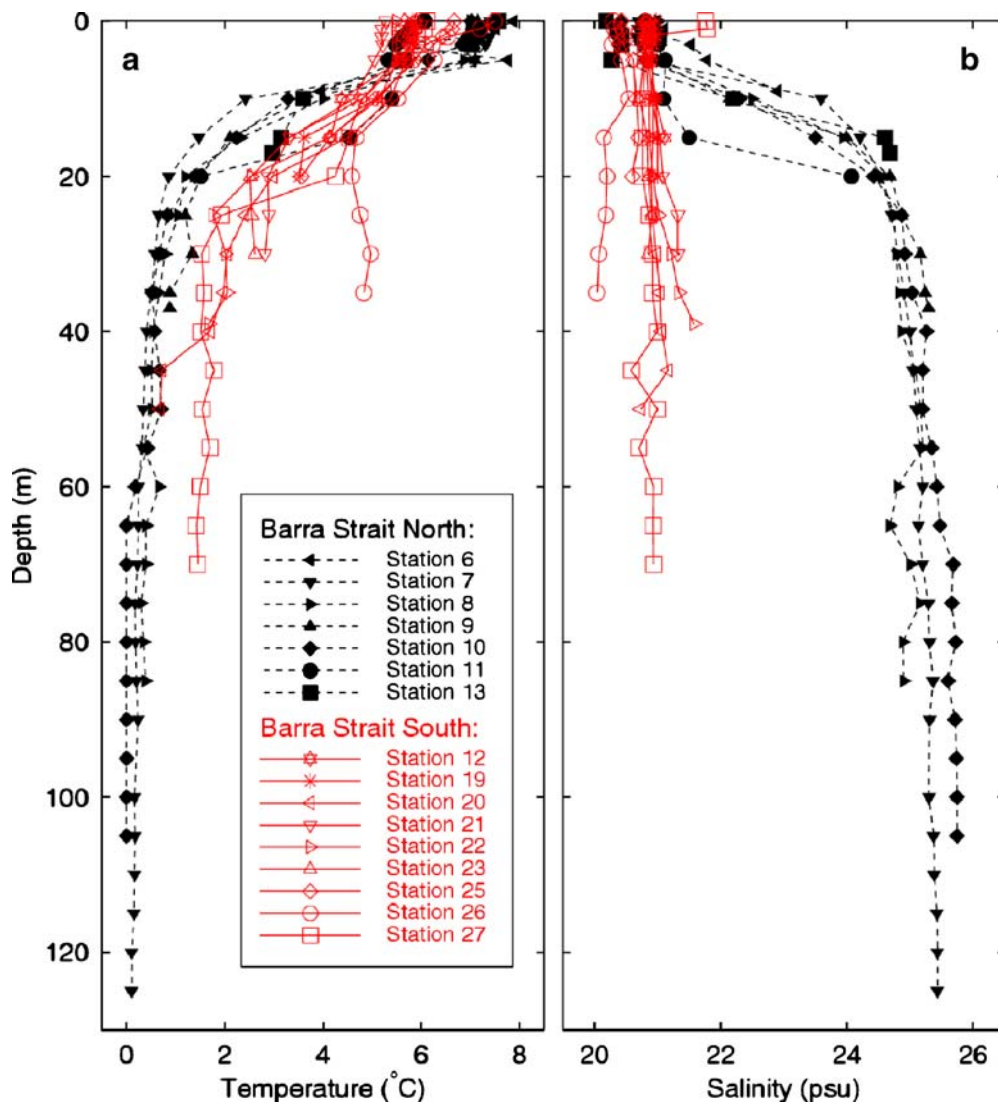 a
b
0
20
40
60
80
100
120
Depth (m)
Barra Strait North:
Station 6
Station 7
Station 8
Station 9
Station 10
Station 11
Station 13
Barra Strait South:
Station 12
Station 19
Station 20
Station 21
Station 22
Station 23
Station 25
Station 26
Station 27
0 2 4 6 8
Temperature (°C)
20 22 24 26
Salinity (psu)